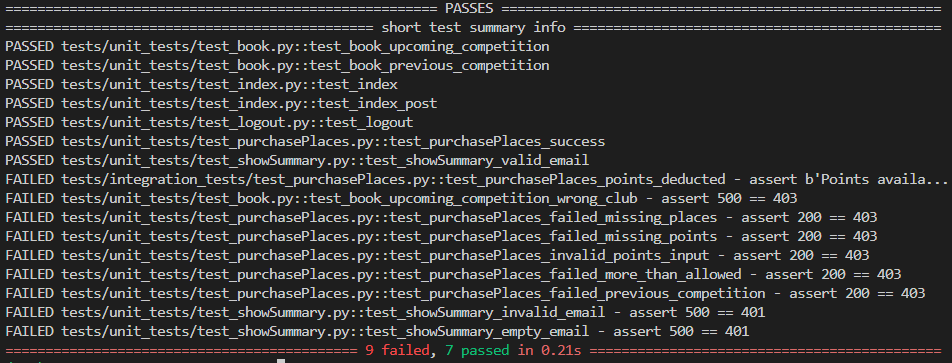 ====================================================== PASSES ======================================================
============================================== short test summary info ==============================================
PASSED tests/unit_tests/test_book.py::test_book_upcoming_competition
PASSED tests/unit_tests/test_book.py::test_book_previous_competition
PASSED tests/unit_tests/test_index.py::test_index
PASSED tests/unit_tests/test_index.py::test_index_post
PASSED tests/unit_tests/test_logout.py::test_logout
PASSED tests/unit_tests/test_purchasePlaces.py::test_purchasePlaces_success
PASSED tests/unit_tests/test_showSummary.py::test_showSummary_valid_email
FAILED tests/integration_tests/test_purchasePlaces.py::test_purchasePlaces_points_deducted - assert b'Points availa...
FAILED tests/unit_tests/test_book.py::test_book_upcoming_competition_wrong_club - assert 500 == 403
FAILED tests/unit_tests/test_purchasePlaces.py::test_purchasePlaces_failed_missing_places - assert 200 == 403
FAILED tests/unit_tests/test_purchasePlaces.py::test_purchasePlaces_failed_missing_points - assert 200 == 403
FAILED tests/unit_tests/test_purchasePlaces.py::test_purchasePlaces_invalid_points_input - assert 200 == 403
FAILED tests/unit_tests/test_purchasePlaces.py::test_purchasePlaces_failed_more_than_allowed - assert 200 == 403
FAILED tests/unit_tests/test_purchasePlaces.py::test_purchasePlaces_failed_previous_competition - assert 200 == 403
FAILED tests/unit_tests/test_showSummary.py::test_showSummary_invalid_email - assert 500 == 401
FAILED tests/unit_tests/test_showSummary.py::test_showSummary_empty_email - assert 500 == 401
============================================ 9 failed, 7 passed in 0.21s ============================================